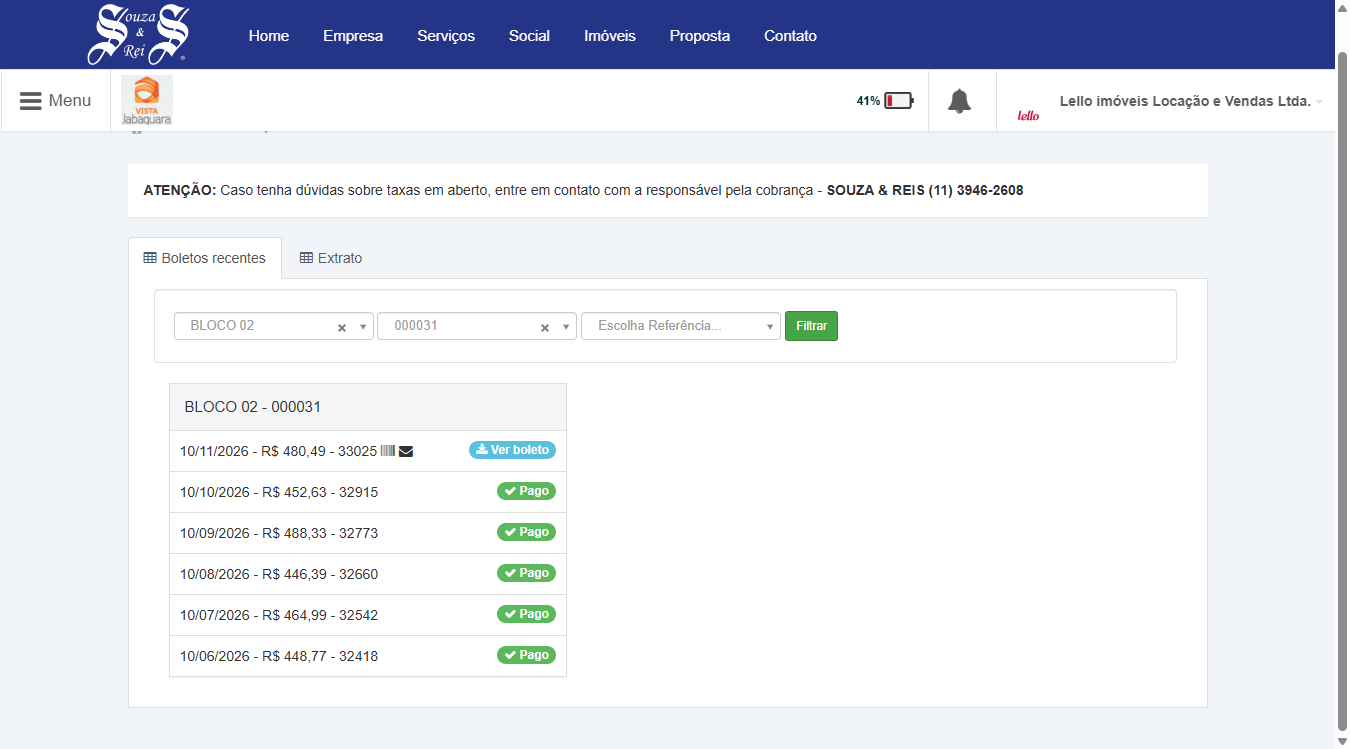 Souza
&
Reis
Home Empresa Serviços Social Imóveis Proposta Contato
Menu
VISTA
Jabaquara
41%
lello
Lello imóveis Locação e Vendas Ltda.
ATENÇÃO: Caso tenha dúvidas sobre taxas em aberto, entre em contato com a responsável pela cobrança - SOUZA & REIS (11) 3946-2608
Boletos recentes Extrato
BLOCO 02 000031 Escolha Referência... Filtrar
BLOCO 02 - 000031
10/11/2026 - R$ 480,49 - 33025 Ver boleto
10/10/2026 - R$ 452,63 - 32915 Pago
10/09/2026 - R$ 488,33 - 32773 Pago
10/08/2026 - R$ 446,39 - 32660 Pago
10/07/2026 - R$ 464,99 - 32542 Pago
10/06/2026 - R$ 448,77 - 32418 Pago